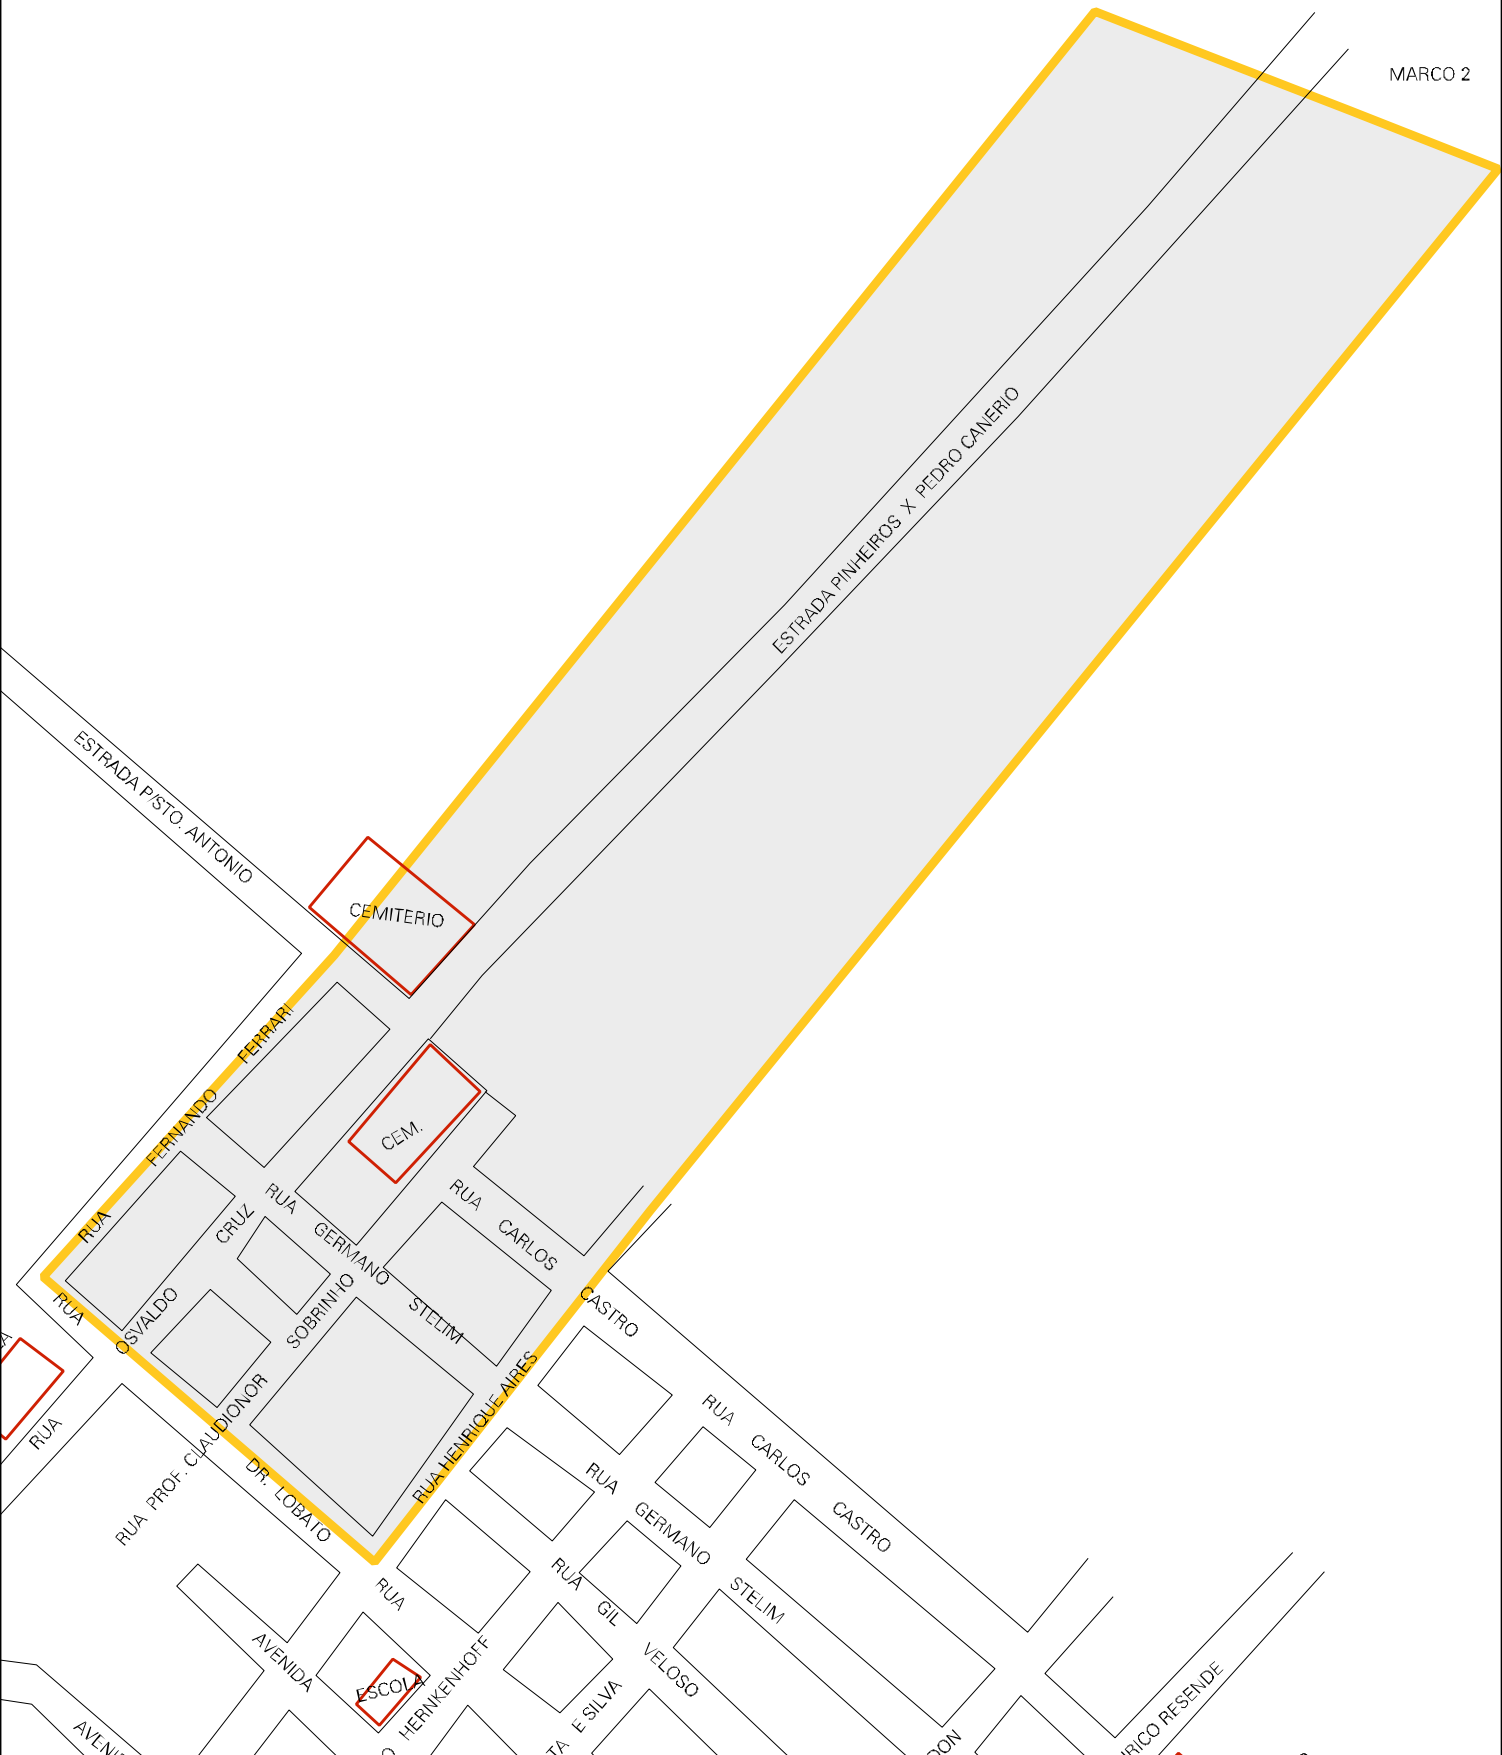 MARCO 2
ESTRADA PINHEIROS X PEDRO CANERIO
ESTRADA P/STO. ANTONIO
CEMITERIO
RUA FERNANDO FERRARI
CEM.
RUA CARLOS CASTRO
RUA GERMANO STELIM
OSVALDO CRUZ
RUA PROF. CLAUDIONOR SOBRINHO
RUA DR. LOBATO
RUA HENRIQUE AIRES
RUA
RUA CARLOS CASTRO
RUA GERMANO STELIM
RUA GIL VELOSO
RUA
AVENIDA
ESCOLA
HERNKENHOFF
E SILVA
RICO RESENDE